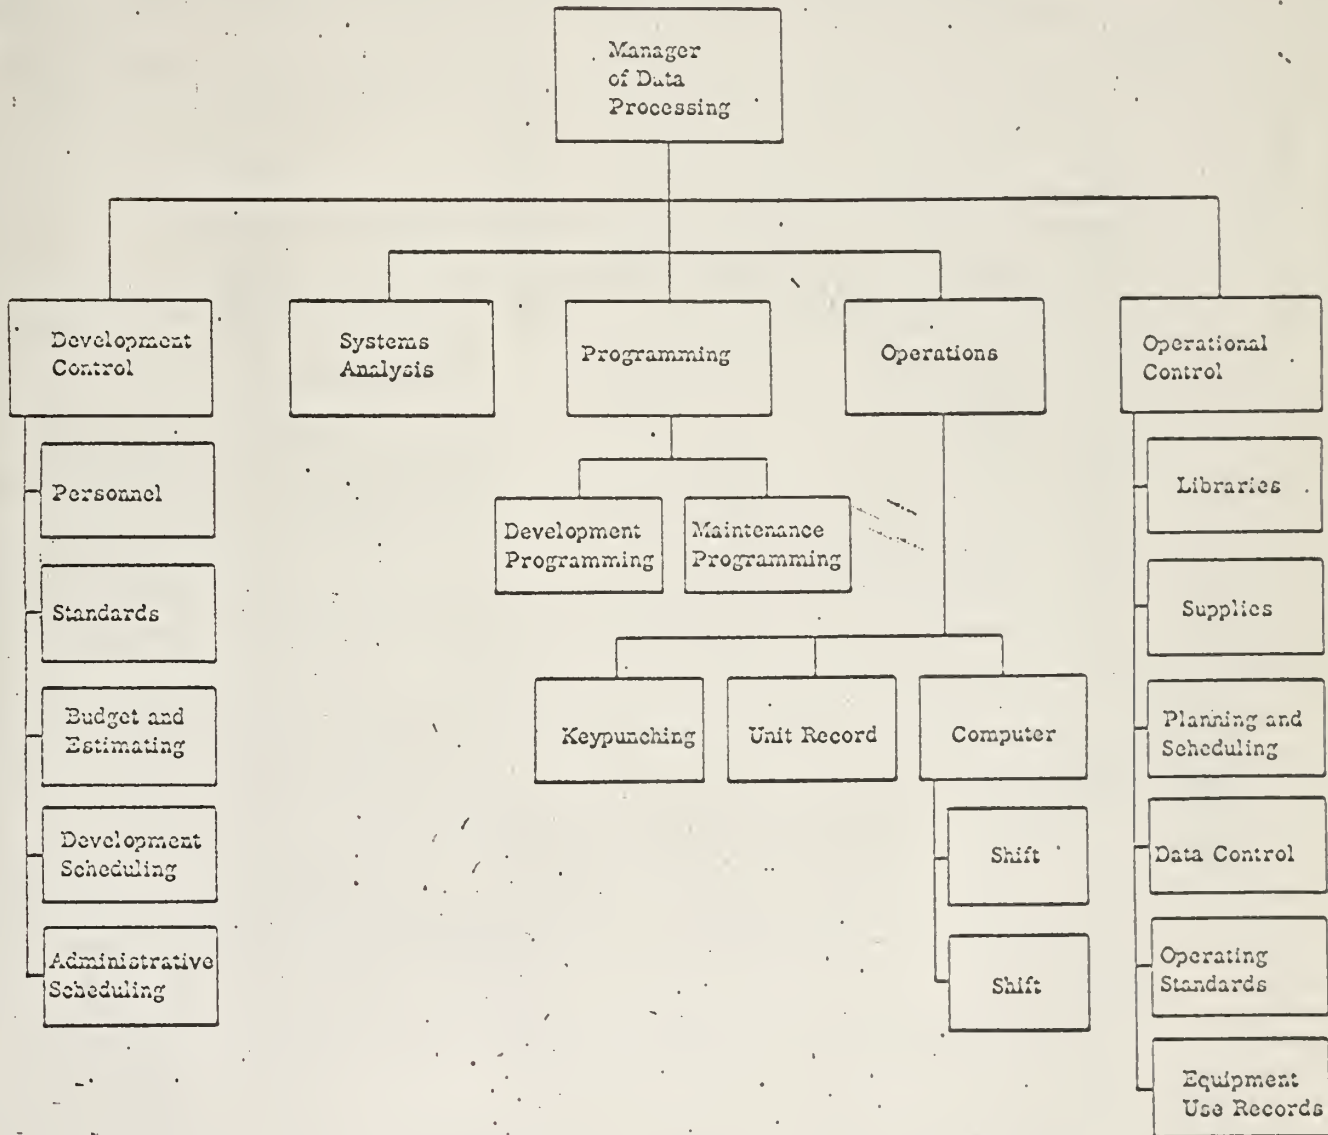 Manager
of Data
Processing
Development
Control
Systems
Analysis
Programming
Operations
Operational
Control
Personnel
Standards
Budget and
Estimating
Development
Scheduling
Administrative
Scheduling
Development
Programming
Maintenance
Programming
Keypunching
Unit Record
Computer
Shift
Shift
Libraries
Supplies
Planning and
Scheduling
Data Control
Operating
Standards
Equipment
Use Records